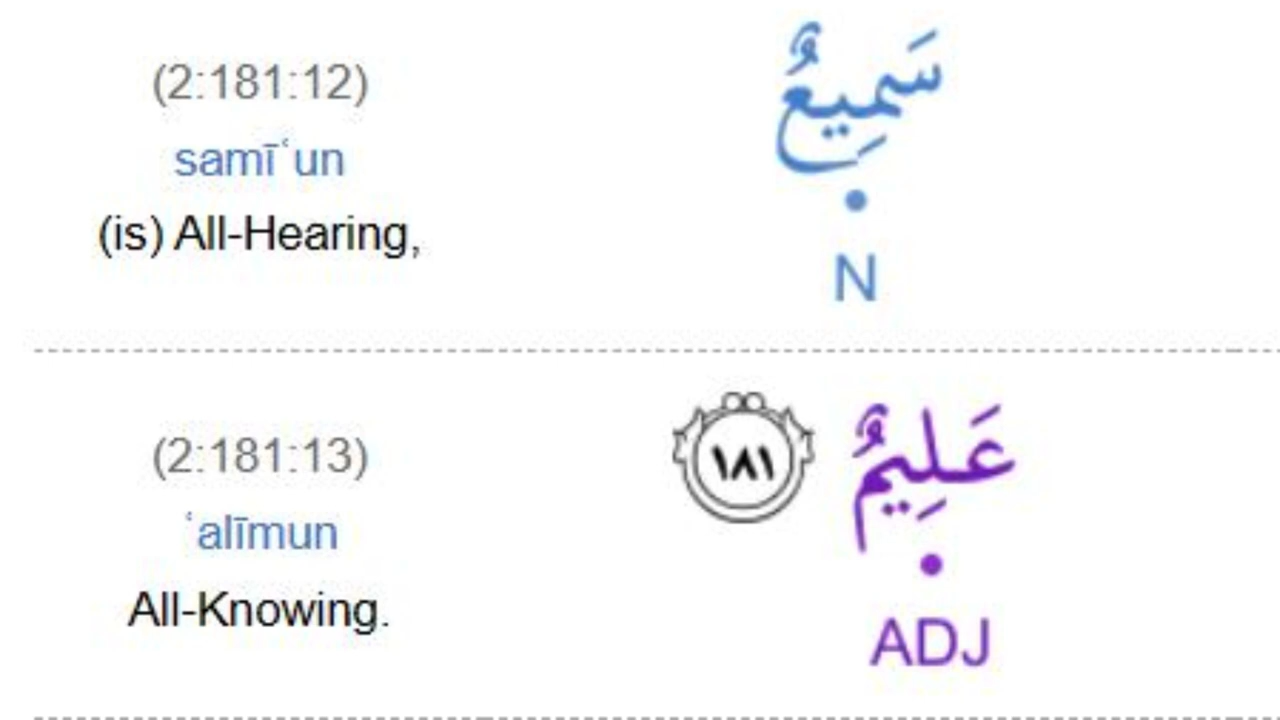 (2:181:12)
samīʿun
(is) All-Hearing,
سَمِيعٌ
N
(2:181:13)
ʿalīmun
All-Knowing.
عَلِيمٌ ١٨١
ADJ